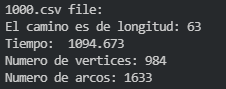 1000.csv file:
El camino es de longitud: 63
Tiempo:  1094.673
Numero de vertices: 984
Numero de arcos: 1633